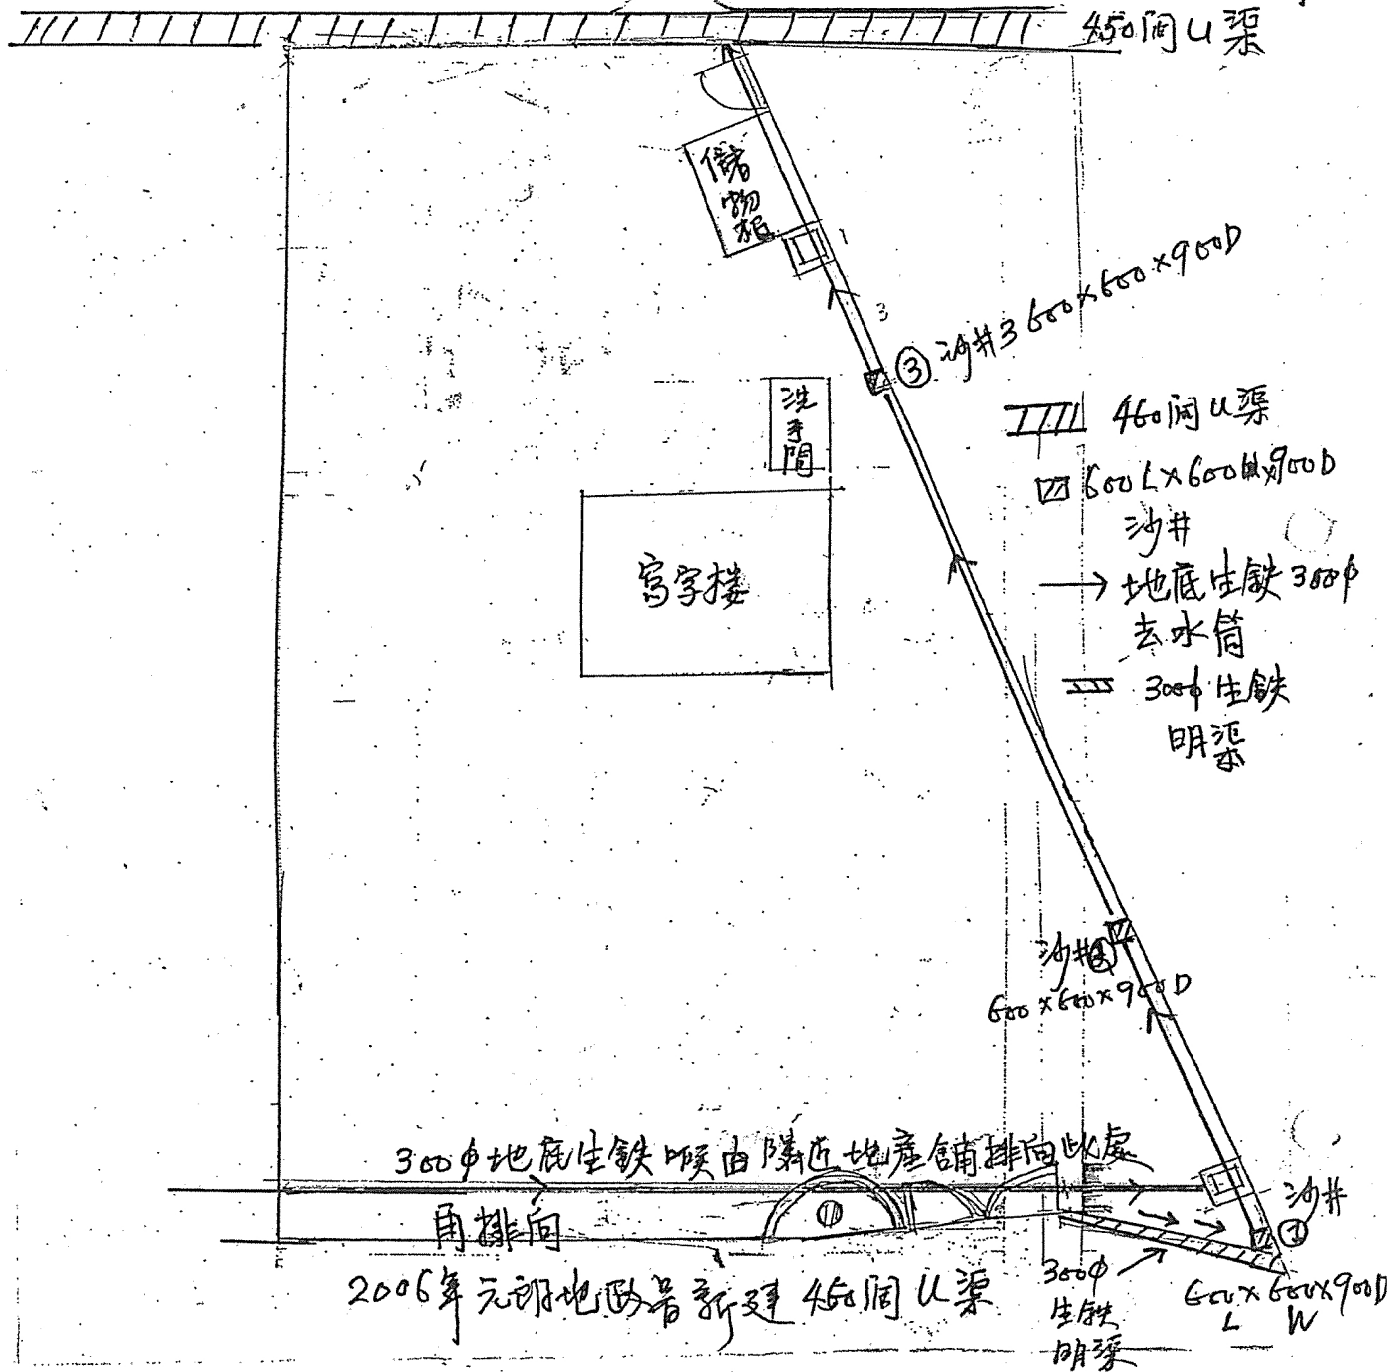 450闊U渠
儲物柜
1
3
③ 沙井3 600×600×900D
洗手間
450闊U渠
600L×600W×900D
沙井
地底生鉄300φ
去水筒
300φ生鉄
明渠
寫字楼
沙井②
600×600×900D
300φ地底生鉄喉由隣近地產舖排向此處
再排向
2006年元朗地政署新建450闊U渠
沙井
①
300φ
生鉄
明渠
600×600×900D
L W